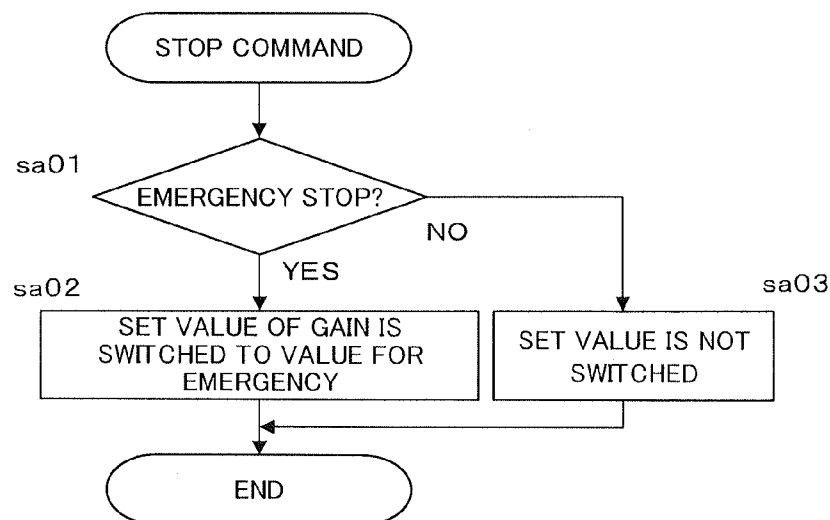 STOP COMMAND
sa01
EMERGENCY STOP?
NO
YES
sa02
sa03
SET VALUE OF GAIN IS
SWITCHED TO VALUE FOR
EMERGENCY
SET VALUE IS NOT
SWITCHED
END